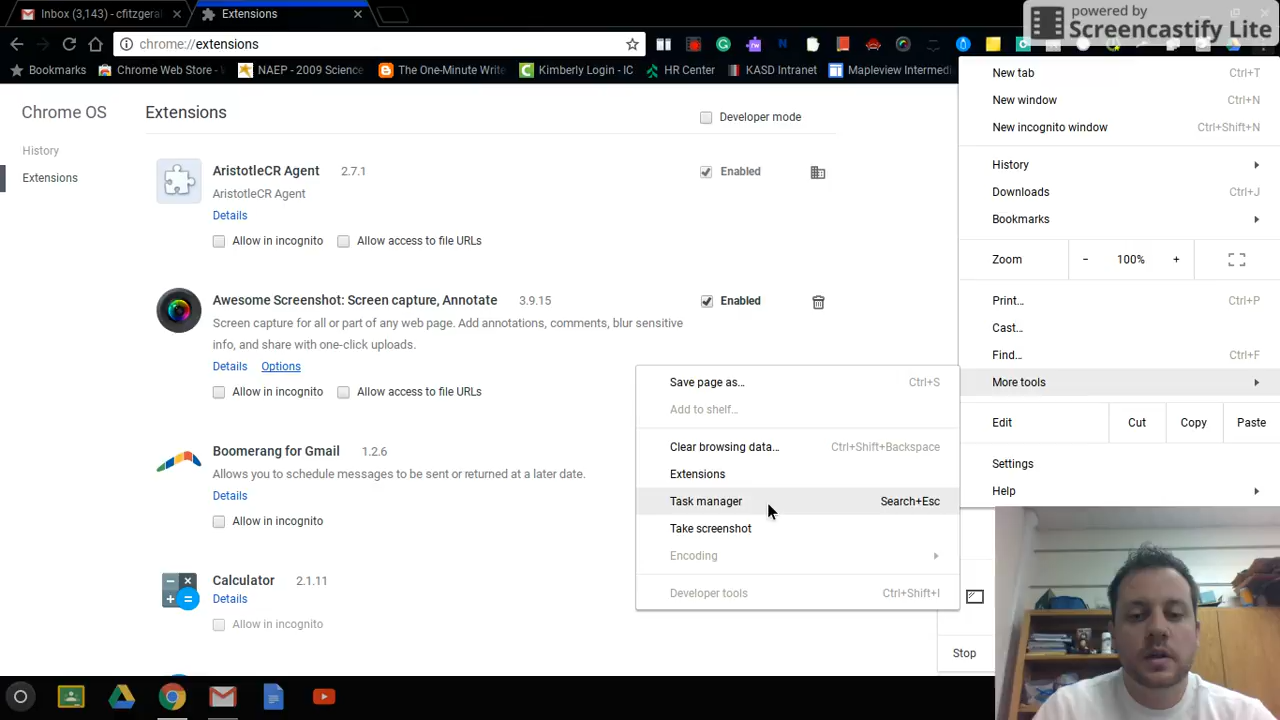 Inbox (3,143) - cfitzgeral
Extensions
powered by
Screencastify Lite
chrome://extensions
Bookmarks
Chrome Web Store -
NAEP - 2009 Science
The One-Minute Write
Kimberly Login - IC
HR Center
KASD Intranet
Mapleview Intermedi
Chrome OS
History
Extensions
Extensions
Developer mode
AristotleCR Agent 2.7.1
AristotleCR Agent
Details
Allow in incognito Allow access to file URLs
Enabled
Awesome Screenshot: Screen capture, Annotate 3.9.15
Enabled
Screen capture for all or part of any web page. Add annotations, comments, blur sensitive
info, and share with one-click uploads.
Details Options
Allow in incognito Allow access to file URLs
Boomerang for Gmail 1.2.6
Allows you to schedule messages to be sent or returned at a later date.
Details
Allow in incognito
Calculator 2.1.11
Details
Allow in incognito
New tab Ctrl+T
New window Ctrl+N
New incognito window Ctrl+Shift+N
History
Downloads Ctrl+J
Bookmarks
Zoom - 100% +
Print... Ctrl+P
Cast...
Find... Ctrl+F
More tools
Edit Cut Copy Paste
Settings
Help
Save page as... Ctrl+S
Add to shelf...
Clear browsing data... Ctrl+Shift+Backspace
Extensions
Task manager Search+Esc
Take screenshot
Encoding
Developer tools Ctrl+Shift+I
Stop